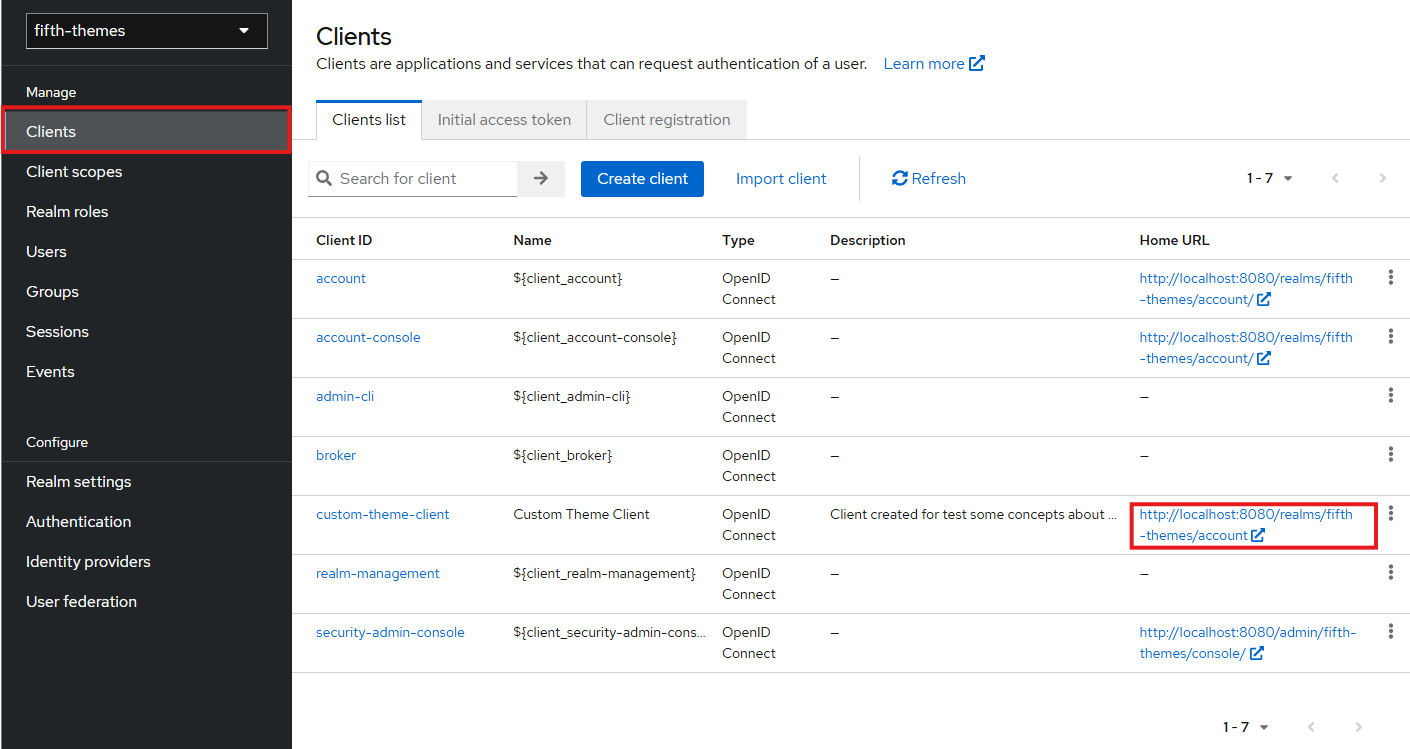 fifth-themes
Manage
Clients
Client scopes
Realm roles
Users
Groups
Sessions
Events
Configure
Realm settings
Authentication
Identity providers
User federation
Clients
Clients are applications and services that can request authentication of a user. Learn more
Clients list Initial access token Client registration
Search for client Create client Import client Refresh 1 - 7
Client ID Name Type Description Home URL
account ${client_account} OpenID – http://localhost:8080/realms/fifth
Connect -themes/account/
account-console ${client_account-console} OpenID – http://localhost:8080/realms/fifth
Connect -themes/account/
admin-cli ${client_admin-cli} OpenID – –
Connect
broker ${client_broker} OpenID – –
Connect
custom-theme-client Custom Theme Client OpenID Client created for test some concepts about ... http://localhost:8080/realms/fifth
Connect -themes/account
realm-management ${client_realm-management} OpenID – –
Connect
security-admin-console ${client_security-admin-cons... OpenID – http://localhost:8080/admin/fifth-
Connect themes/console/
1 - 7